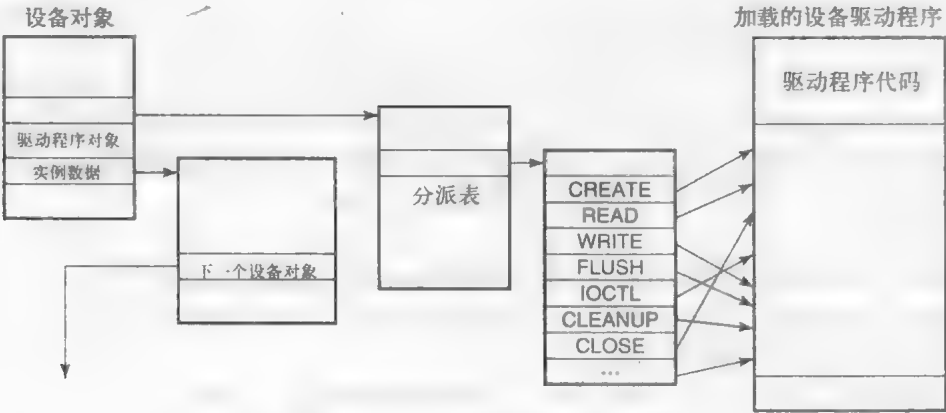 设备对象
加载的设备驱动程序
驱动程序代码
驱动程序对象
实例数据
分派表
下一个设备对象
CREATE
READ
WRITE
FLUSH
IOCTL
CLEANUP
CLOSE
…